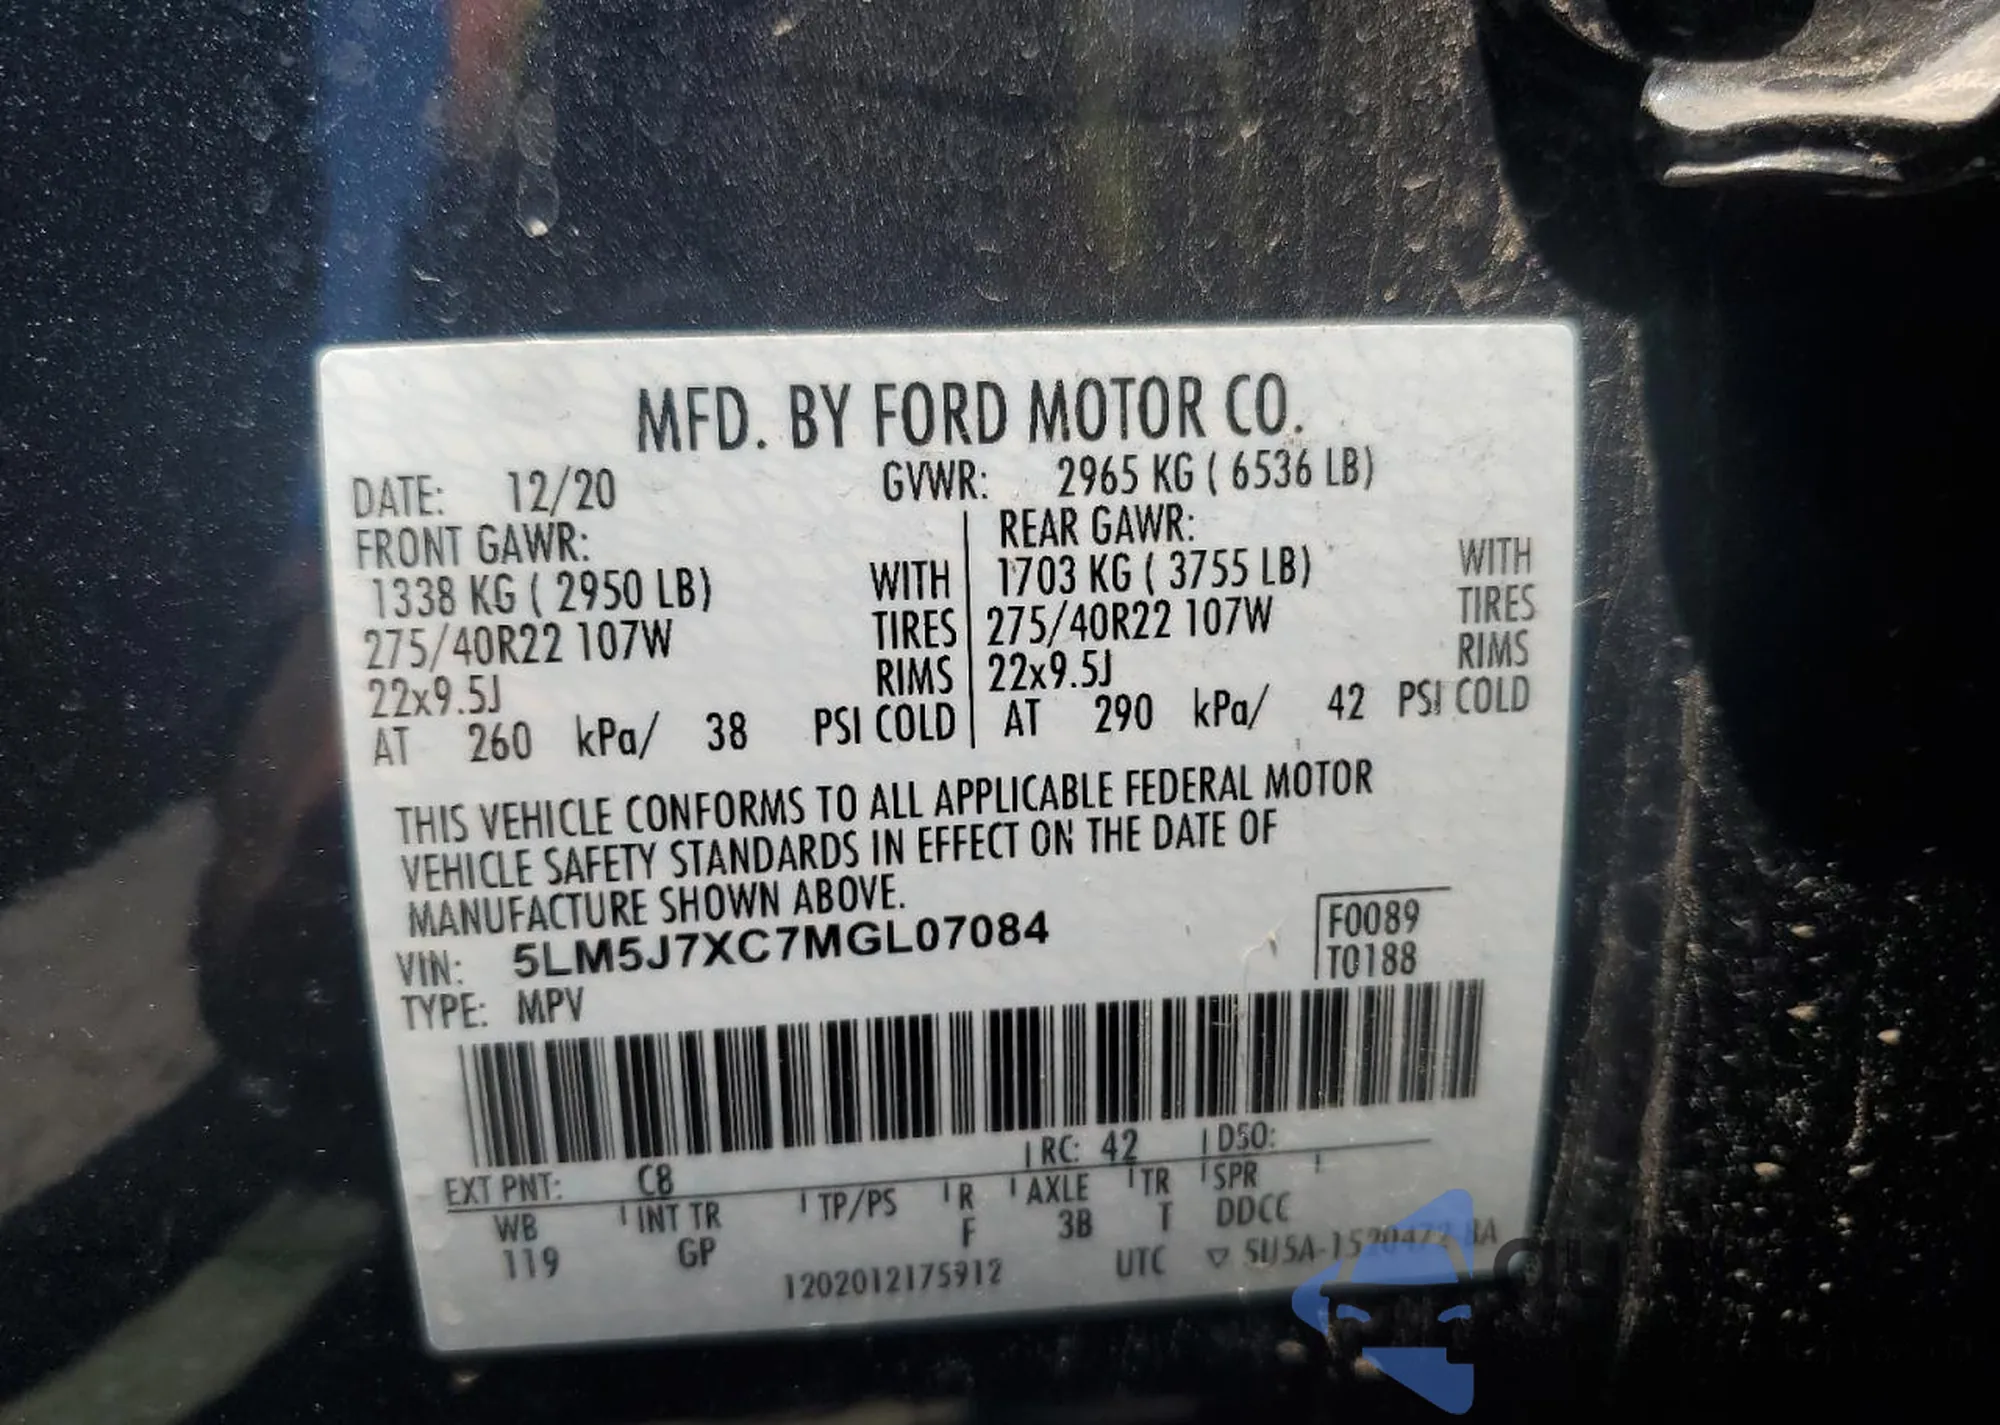 MFD. BY FORD MOTOR CO.
DATE: 12/20 GVWR: 2965 KG ( 6536 LB)
FRONT GAWR: REAR GAWR:
1338 KG ( 2950 LB) WITH 1703 KG ( 3755 LB) WITH
275/40R22 107W TIRES 275/40R22 107W TIRES
22x9.5J RIMS 22x9.5J RIMS
AT 260 kPa/ 38 PSI COLD AT 290 kPa/ 42 PSI COLD
THIS VEHICLE CONFORMS TO ALL APPLICABLE FEDERAL MOTOR
VEHICLE SAFETY STANDARDS IN EFFECT ON THE DATE OF
MANUFACTURE SHOWN ABOVE.
VIN: 5LM5J7XC7MGL07084
F0089
T0188
TYPE: MPV
EXT PNT: C8 RC: 42 DSO:
WB INT TR TP/PS R AXLE TR SPR
119 GP F 3B T DDCC
1202012175912 UTC